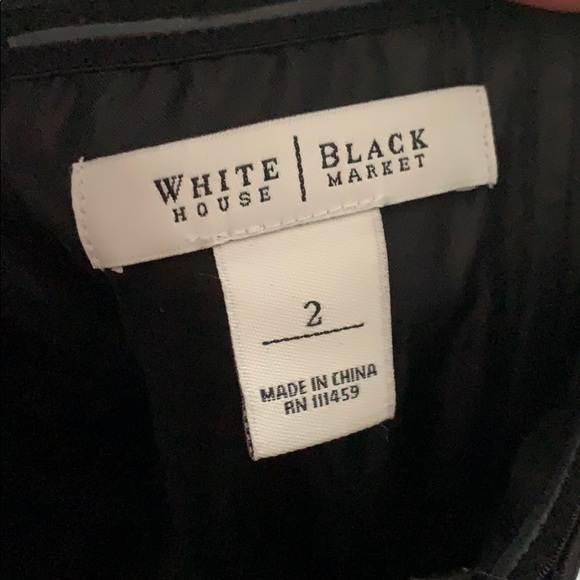 WHITE | BLACK
HOUSE | MARKET
2
MADE IN CHINA
RN 111459